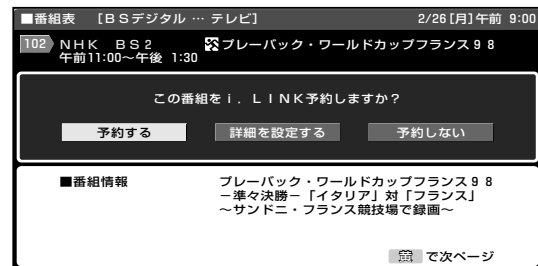 ■番組表 [BSデジタル … テレビ] 2/26[月]午前 9:00
102 NHK BS2 プレーバック・ワールドカップフランス98
午前11:00〜午後 1:30
この番組をi．LINK予約しますか？
予約する 詳細を設定する 予約しない
■番組情報 プレーバック・ワールドカップフランス98
－準々決勝－「イタリア」対「フランス」
〜サンドニ・フランス競技場で録画〜
黄 で次ページ